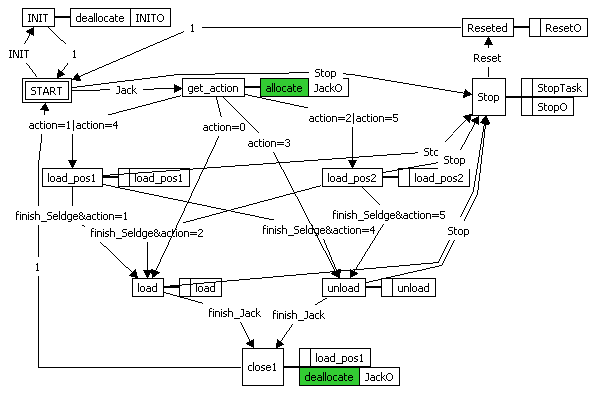 INIT deallocate INITO
Reseted ResetO
1
INIT 1
Reset
START Jack get_action allocate JackO
Stop
Stop StopTask
StopO
action=1|action=4
action=0
action=3
action=2|action=5
Stop
load_pos1 load_pos1
load_pos2 load_pos2
finish_Seldge&action=1
finish_Seldge&action=2
finish_Seldge&action=4
finish_Seldge&action=5
Stop
1
load load
unload unload
finish_Jack
finish_Jack
close1 load_pos1
deallocate JackO